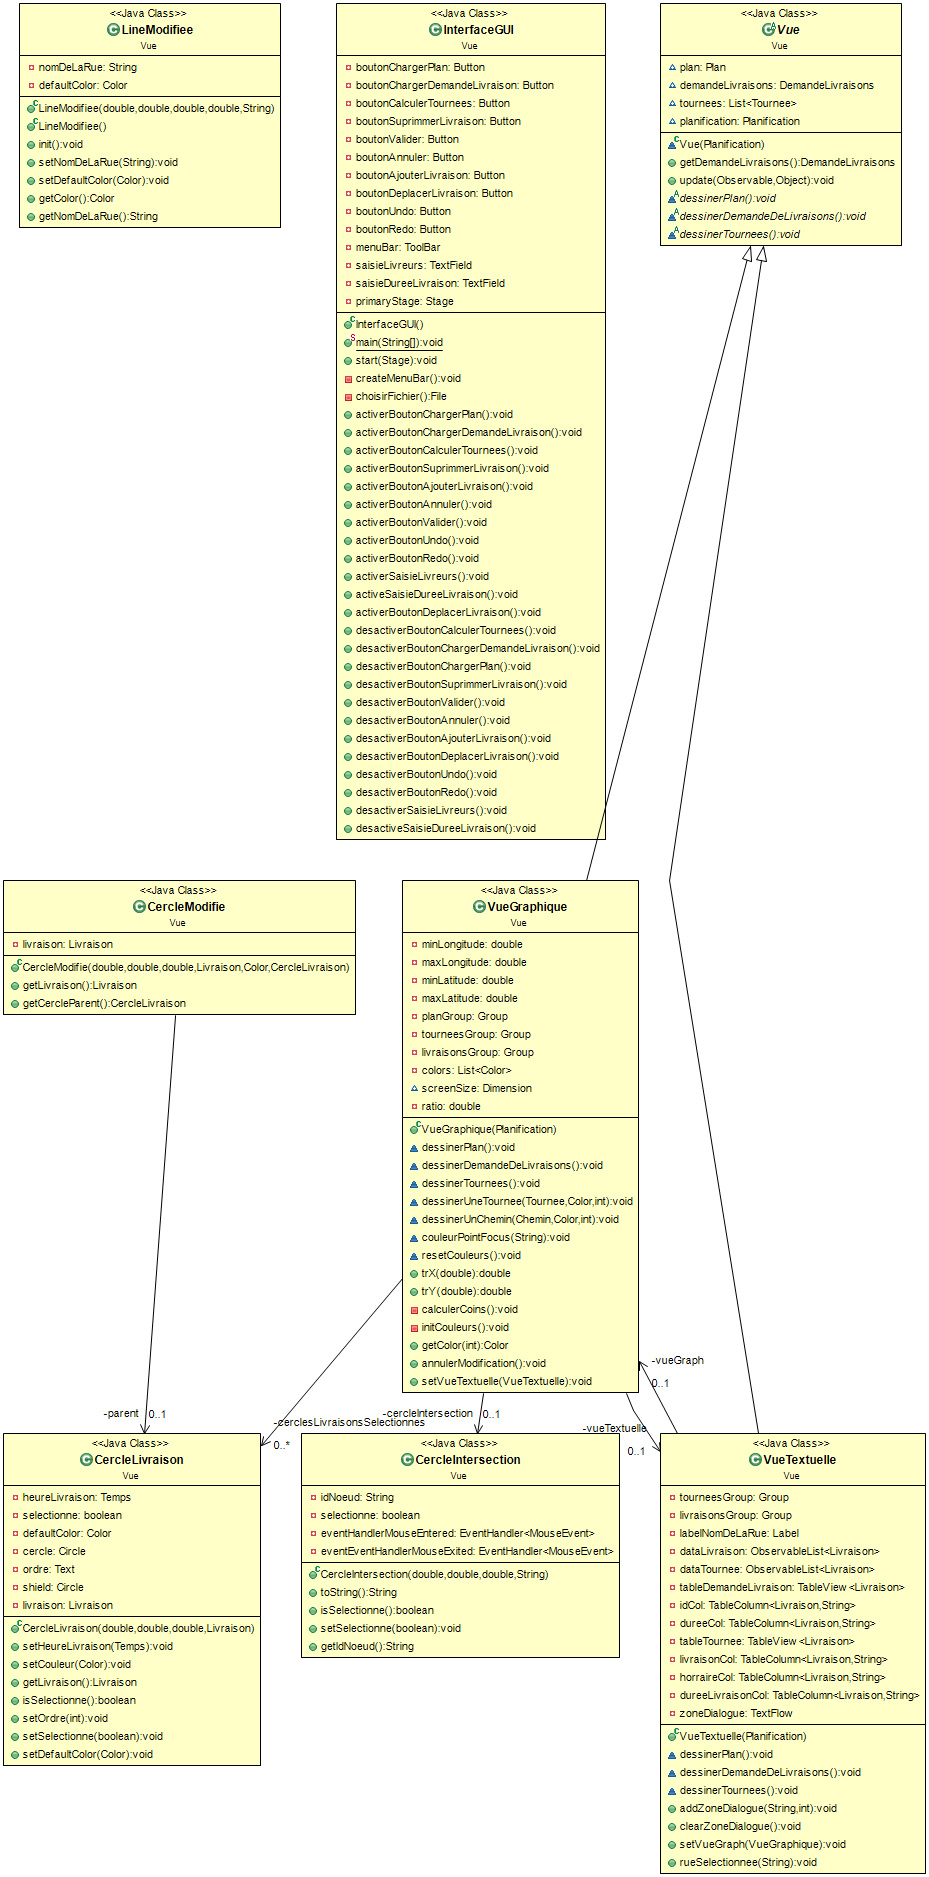 <<Java Class>>
LineModifiee
Vue
nomDeLaRue: String
defaultColor: Color
LineModifiee(double,double,double,double,String)
LineModifiee()
init():void
setNomDeLaRue(String):void
setDefaultColor(Color):void
getColor():Color
getNomDeLaRue():String
<<Java Class>>
InterfaceGUI
Vue
boutonChargerPlan: Button
boutonChargerDemandeLivraison: Button
boutonCalculerTournees: Button
boutonSuprimmerLivraison: Button
boutonValider: Button
boutonAnnuler: Button
boutonAjouterLivraison: Button
boutonDeplacerLivraison: Button
boutonUndo: Button
boutonRedo: Button
menuBar: ToolBar
saisieLivreurs: TextField
saisieDureeLivraison: TextField
primaryStage: Stage
InterfaceGUI()
main(String[]):void
start(Stage):void
createMenuBar():void
choisirFichier():File
activerBoutonChargerPlan():void
activerBoutonChargerDemandeLivraison():void
activerBoutonCalculerTournees():void
activerBoutonSuprimmerLivraison():void
activerBoutonAjouterLivraison():void
activerBoutonAnnuler():void
activerBoutonValider():void
activerBoutonUndo():void
activerBoutonRedo():void
activerSaisieLivreurs():void
activeSaisieDureeLivraison():void
activerBoutonDeplacerLivraison():void
desactiverBoutonCalculerTournees():void
desactiverBoutonChargerDemandeLivraison():void
desactiverBoutonChargerPlan():void
desactiverBoutonSuprimmerLivraison():void
desactiverBoutonValider():void
desactiverBoutonAnnuler():void
desactiverBoutonAjouterLivraison():void
desactiverBoutonDeplacerLivraison():void
desactiverBoutonUndo():void
desactiverBoutonRedo():void
desactiverSaisieLivreurs():void
desactiveSaisieDureeLivraison():void
<<Java Class>>
Vue
Vue
plan: Plan
demandeLivraisons: DemandeLivraisons
tournees: List<Tournee>
planification: Planification
Vue(Planification)
getDemandeLivraisons():DemandeLivraisons
update(Observable,Object):void
dessinerPlan():void
dessinerDemandeDeLivraisons():void
dessinerTournees():void
<<Java Class>>
CercleModifie
Vue
livraison: Livraison
CercleModifie(double,double,double,Livraison,Color,CercleLivraison)
getLivraison():Livraison
getCercleParent():CercleLivraison
<<Java Class>>
VueGraphique
Vue
minLongitude: double
maxLongitude: double
minLatitude: double
maxLatitude: double
planGroup: Group
tourneesGroup: Group
livraisonsGroup: Group
colors: List<Color>
screenSize: Dimension
ratio: double
VueGraphique(Planification)
dessinerPlan():void
dessinerDemandeDeLivraisons():void
dessinerTournees():void
dessinerUneTournee(Tournee,Color,int):void
dessinerUnChemin(Chemin,Color,int):void
couleurPointFocus(String):void
resetCouleurs():void
trX(double):double
trY(double):double
calculerCoins():void
initCouleurs():void
getColor(int):Color
annulerModification():void
setVueTextuelle(VueTextuelle):void
-vueGraph
0..1
-parent 0..1
-cerclesLivraisonsSelectionnes
0..*
-cercleIntersection 0..1
-vueTextuelle
0..1
<<Java Class>>
CercleLivraison
Vue
heureLivraison: Temps
selectionne: boolean
defaultColor: Color
cercle: Circle
ordre: Text
shield: Circle
livraison: Livraison
CercleLivraison(double,double,double,Livraison)
setHeureLivraison(Temps):void
setCouleur(Color):void
getLivraison():Livraison
isSelectionne():boolean
setOrdre(int):void
setSelectionne(boolean):void
setDefaultColor(Color):void
<<Java Class>>
CercleIntersection
Vue
idNoeud: String
selectionne: boolean
eventHandlerMouseEntered: EventHandler<MouseEvent>
eventEventHandlerMouseExited: EventHandler<MouseEvent>
CercleIntersection(double,double,double,String)
toString():String
isSelectionne():boolean
setSelectionne(boolean):void
getIdNoeud():String
<<Java Class>>
VueTextuelle
Vue
tourneesGroup: Group
livraisonsGroup: Group
labelNomDeLaRue: Label
dataLivraison: ObservableList<Livraison>
dataTournee: ObservableList<Livraison>
tableDemandeLivraison: TableView <Livraison>
idCol: TableColumn<Livraison,String>
dureeCol: TableColumn<Livraison,String>
tableTournee: TableView <Livraison>
livraisonCol: TableColumn<Livraison,String>
horraireCol: TableColumn<Livraison,String>
dureeLivraisonCol: TableColumn<Livraison,String>
zoneDialogue: TextFlow
VueTextuelle(Planification)
dessinerPlan():void
dessinerDemandeDeLivraisons():void
dessinerTournees():void
addZoneDialogue(String,int):void
clearZoneDialogue():void
setVueGraph(VueGraphique):void
rueSelectionnee(String):void